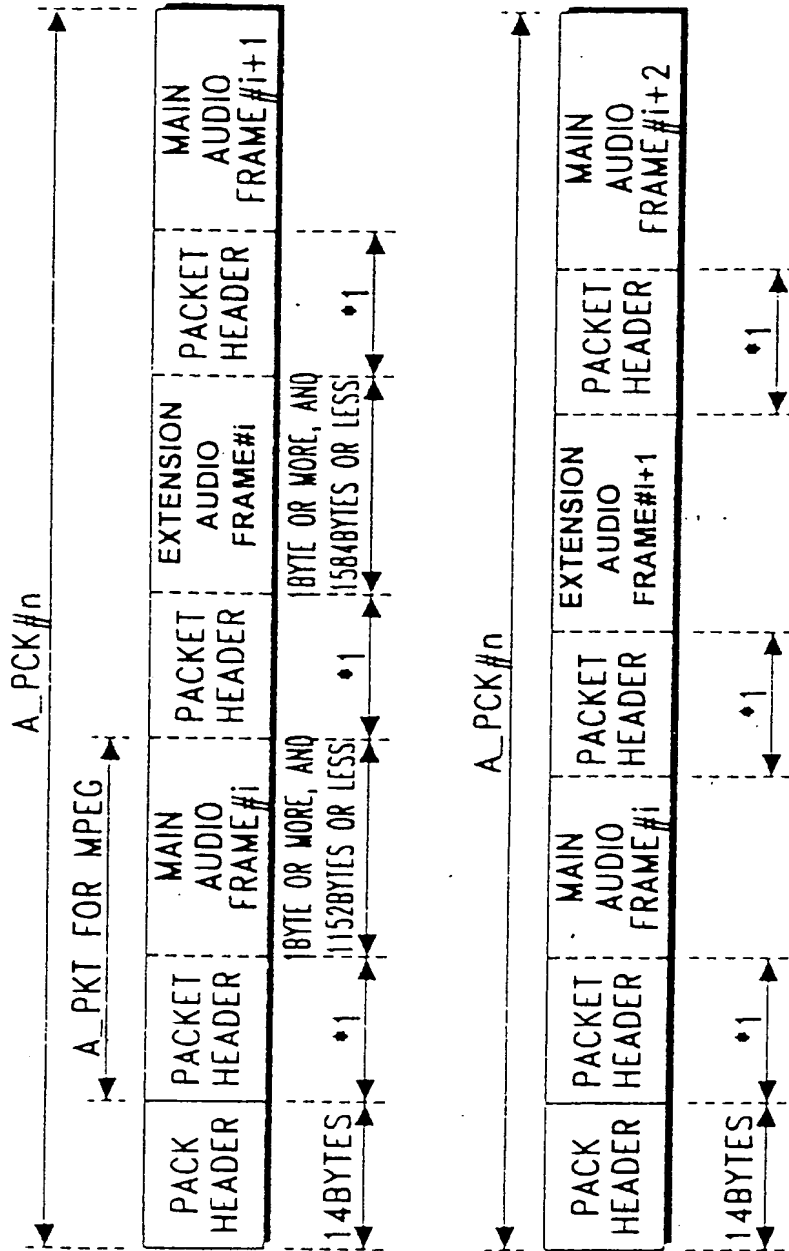 A_PCK#n
A_PKT FOR MPEG
PACK
HEADER
PACKET
HEADER
MAIN
AUDIO
FRAME#i
PACKET
HEADER
EXTENSION
AUDIO
FRAME#i
PACKET
HEADER
MAIN
AUDIO
FRAME#i+1
14BYTES
*1
1BYTE OR MORE, AND
1152BYTES OR LESS
*1
1BYTE OR MORE, AND
1584BYTES OR LESS
*1
A_PCK#n
PACK
HEADER
PACKET
HEADER
MAIN
AUDIO
FRAME#i
PACKET
HEADER
EXTENSION
AUDIO
FRAME#i+1
PACKET
HEADER
MAIN
AUDIO
FRAME#i+2
14BYTES
*1
*1
*1